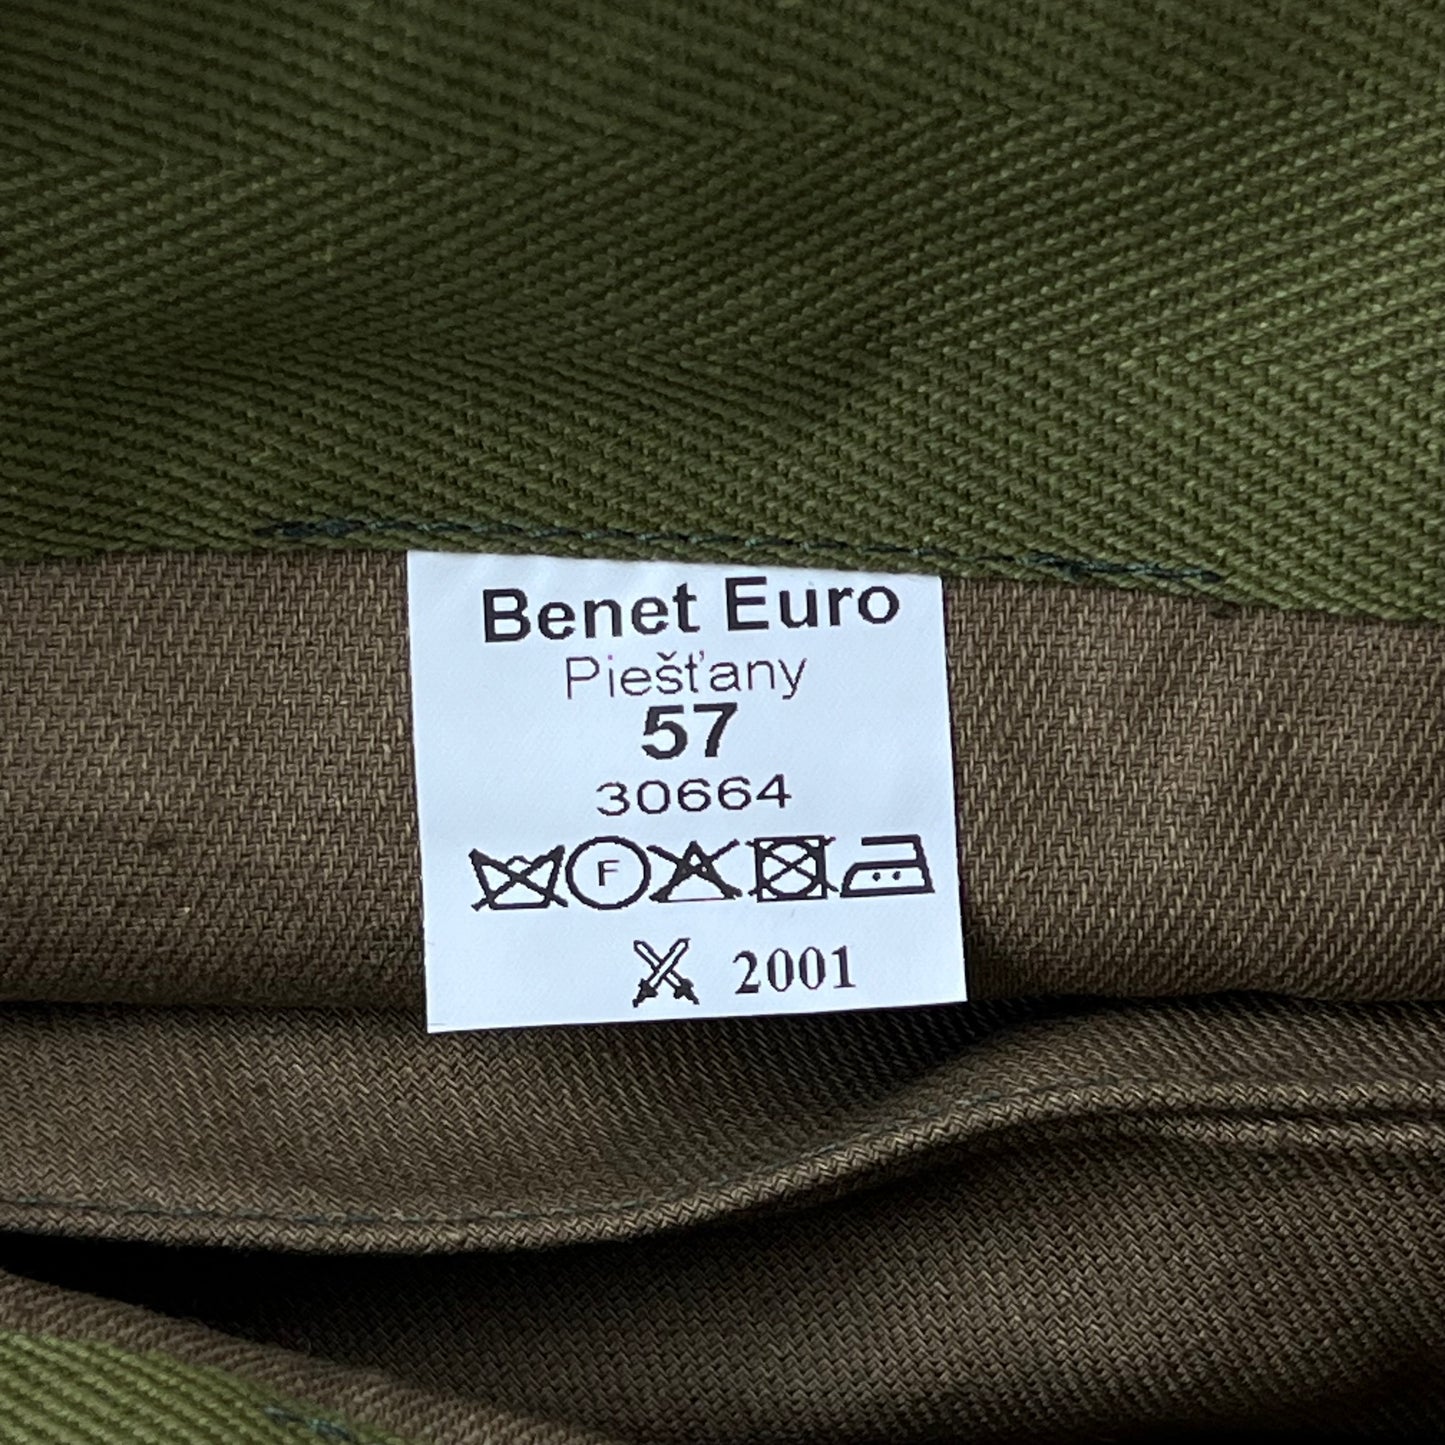 Benet Euro
Piešťany
57
30664
F
2001